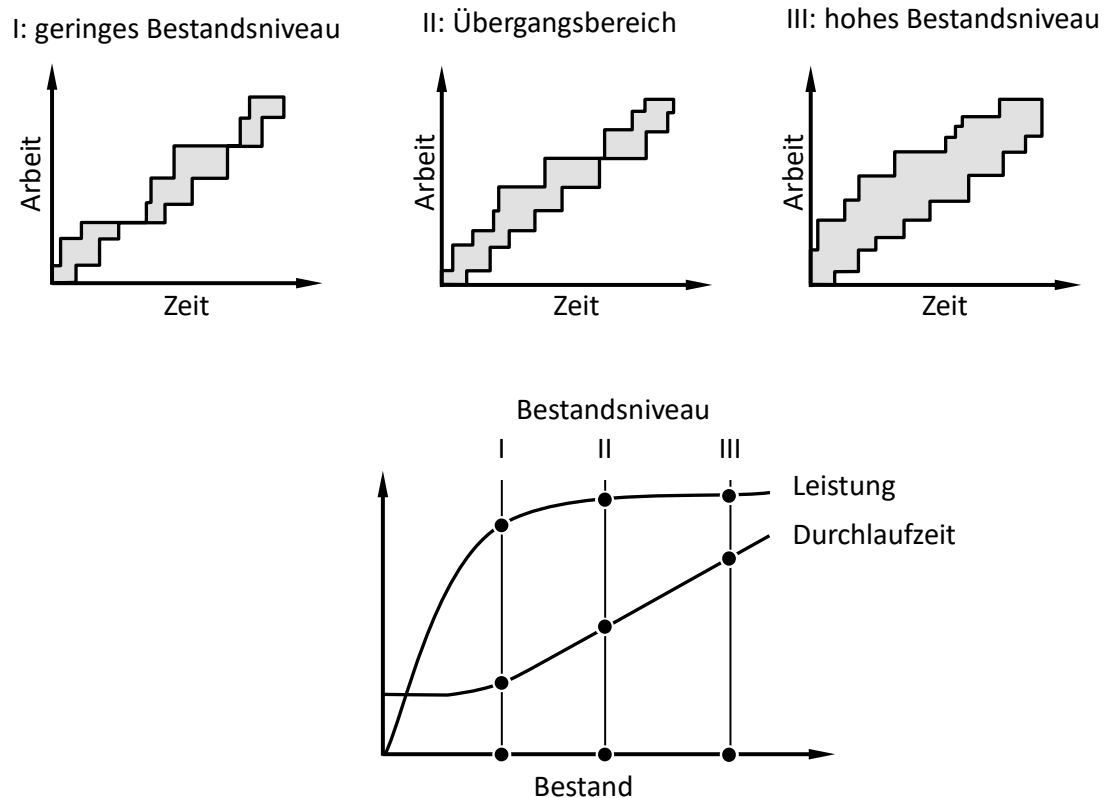 I: geringes Bestandsniveau
II: Übergangsbereich
III: hohes Bestandsniveau
Arbeit
Zeit
Arbeit
Zeit
Arbeit
Zeit
Bestandsniveau
I
II
III
Leistung
Durchlaufzeit
Bestand